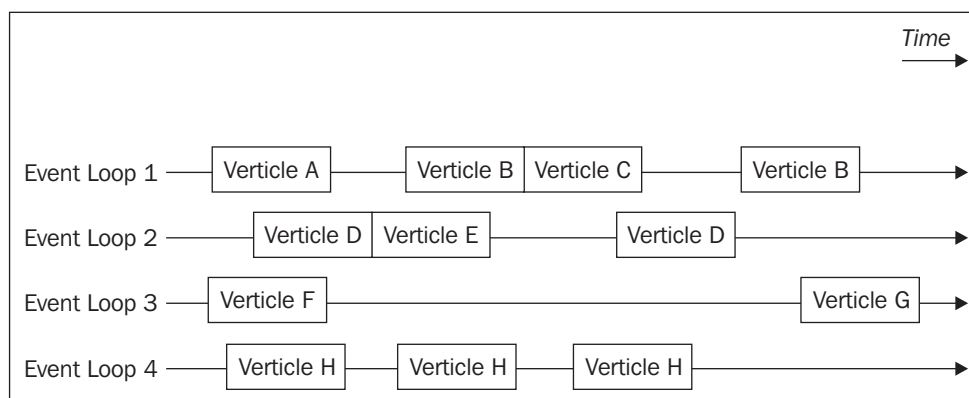 Time
Event Loop 1 Verticle A Verticle B Verticle C Verticle B
Event Loop 2 Verticle D Verticle E Verticle D
Event Loop 3 Verticle F Verticle G
Event Loop 4 Verticle H Verticle H Verticle H